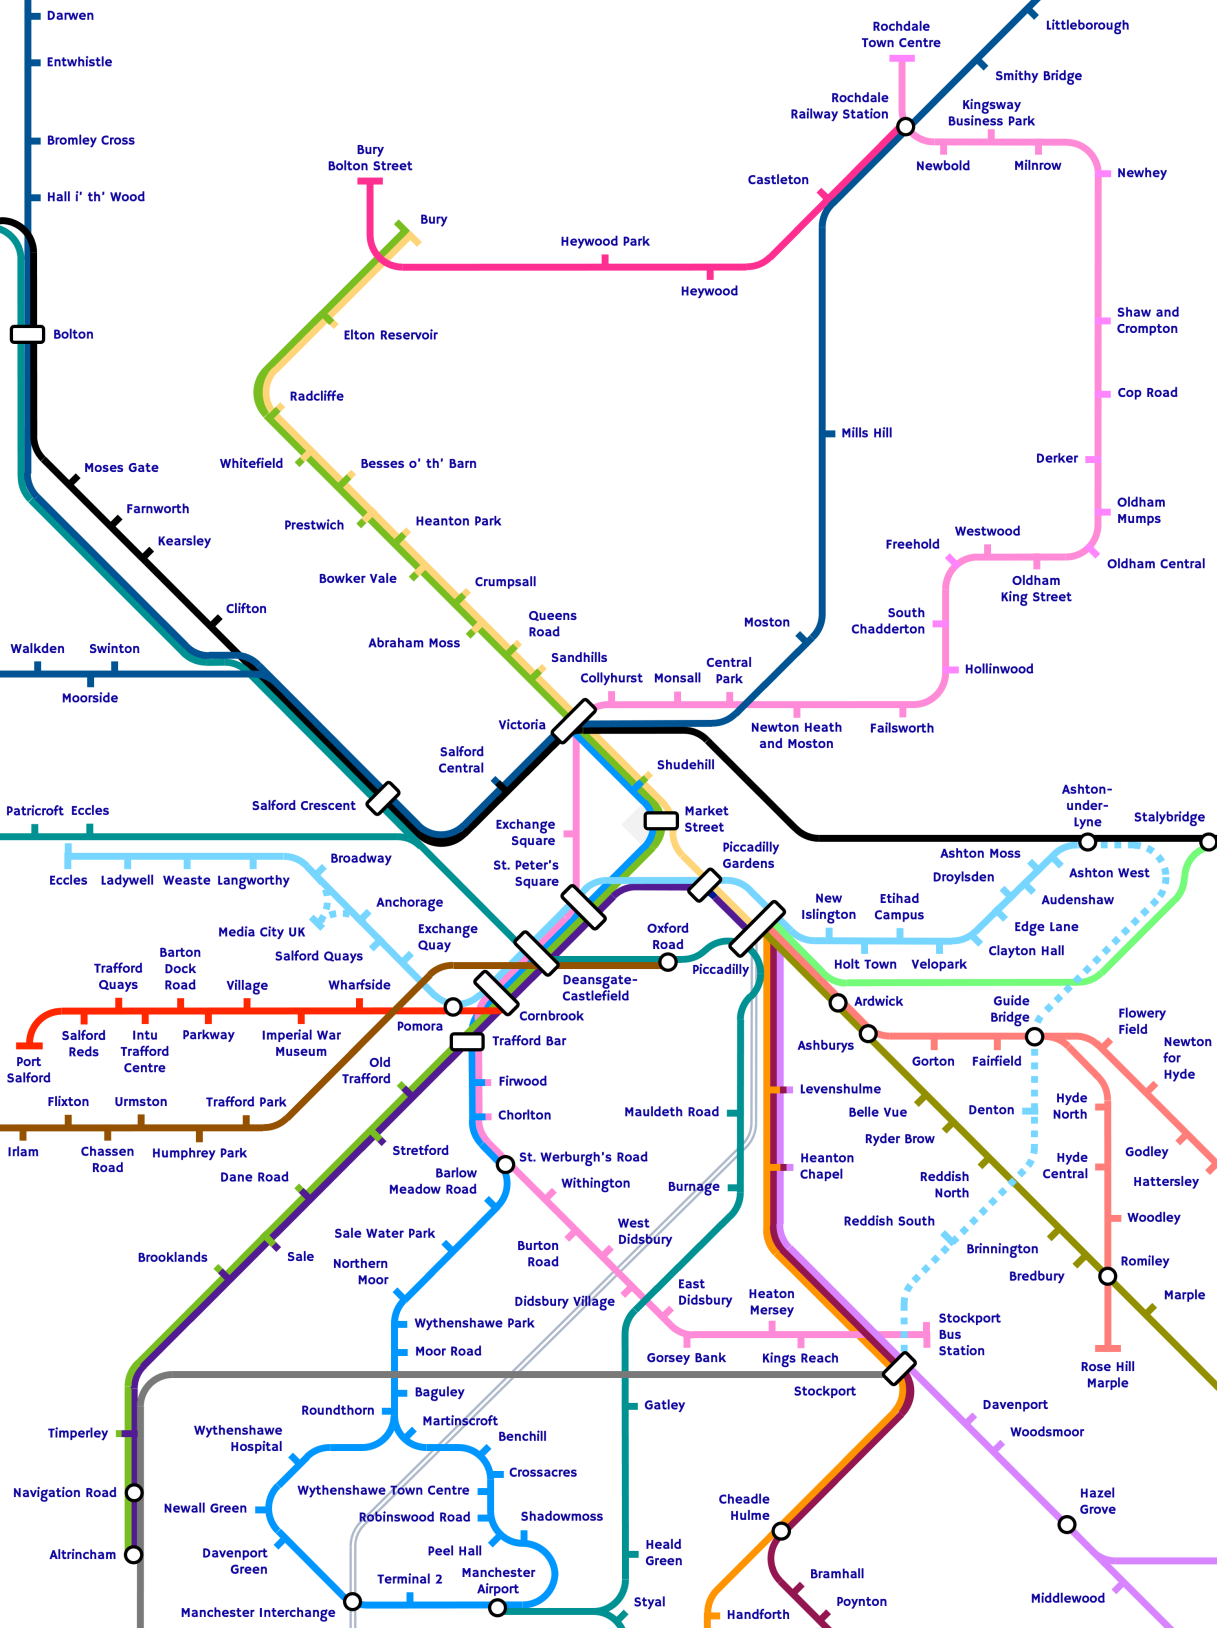 Darwen
Entwhistle
Bromley Cross
Hall i' th' Wood
Bolton
Moses Gate
Farnworth
Kearsley
Clifton
Walkden
Swinton
Moorside
Bury
Bolton Street
Bury
Elton Reservoir
Radcliffe
Whitefield
Besses o' th' Barn
Prestwich
Heanton Park
Bowker Vale
Crumpsall
Abraham Moss
Queens
Road
Sandhills
Heywood Park
Heywood
Castleton
Rochdale
Town Centre
Rochdale
Railway Station
Littleborough
Smithy Bridge
Kingsway
Business Park
Newbold
Milnrow
Newhey
Shaw and
Crompton
Cop Road
Derker
Oldham
Mumps
Oldham Central
Westwood
Freehold
Oldham
King Street
South
Chadderton
Hollinwood
Mills Hill
Moston
Collyhurst
Monsall
Central
Park
Newton Heath
and Moston
Failsworth
Victoria
Salford
Central
Salford Crescent
Shudehill
Market
Street
Exchange
Square
St. Peter's
Square
Piccadilly
Gardens
Patricroft
Eccles
Eccles
Ladywell
Weaste
Langworthy
Broadway
Anchorage
Media City UK
Salford Quays
Exchange
Quay
Pomora
Cornbrook
Deansgate-
Castlefield
Oxford
Road
Piccadilly
Trafford Bar
Ashton-
under-
Lyne
Stalybridge
Ashton Moss
Ashton West
Droylsden
Audenshaw
Edge Lane
Clayton Hall
New
Islington
Etihad
Campus
Holt Town
Velopark
Ardwick
Ashburys
Guide
Bridge
Gorton
Fairfield
Flowery
Field
Newton
for
Hyde
Godley
Hattersley
Hyde
North
Hyde
Central
Woodley
Romiley
Rose Hill
Marple
Marple
Denton
Reddish South
Belle Vue
Ryder Brow
Reddish
North
Brinnington
Bredbury
Trafford
Quays
Barton
Dock
Road
Village
Wharfside
Port
Salford
Salford
Reds
Intu
Trafford
Centre
Parkway
Imperial War
Museum
Flixton
Urmston
Trafford Park
Irlam
Chassen
Road
Humphrey Park
Old
Trafford
Stretford
Dane Road
Sale
Brooklands
Timperley
Navigation Road
Altrincham
Firwood
Chorlton
St. Werburgh's Road
Barlow
Meadow Road
Sale Water Park
Northern
Moor
Wythenshawe Park
Moor Road
Baguley
Roundthorn
Martinscroft
Benchill
Crossacres
Wythenshawe Town Centre
Robinswood Road
Peel Hall
Shadowmoss
Manchester
Airport
Terminal 2
Manchester Interchange
Davenport
Green
Newall Green
Wythenshawe
Hospital
Withington
Burton
Road
West
Didsbury
Didsbury Village
East
Didsbury
Gorsey Bank
Heaton
Mersey
Kings Reach
Stockport
Bus
Station
Stockport
Mauldeth Road
Burnage
Levenshulme
Heanton
Chapel
Gatley
Heald
Green
Styal
Cheadle
Hulme
Handforth
Bramhall
Poynton
Davenport
Woodsmoor
Hazel
Grove
Middlewood